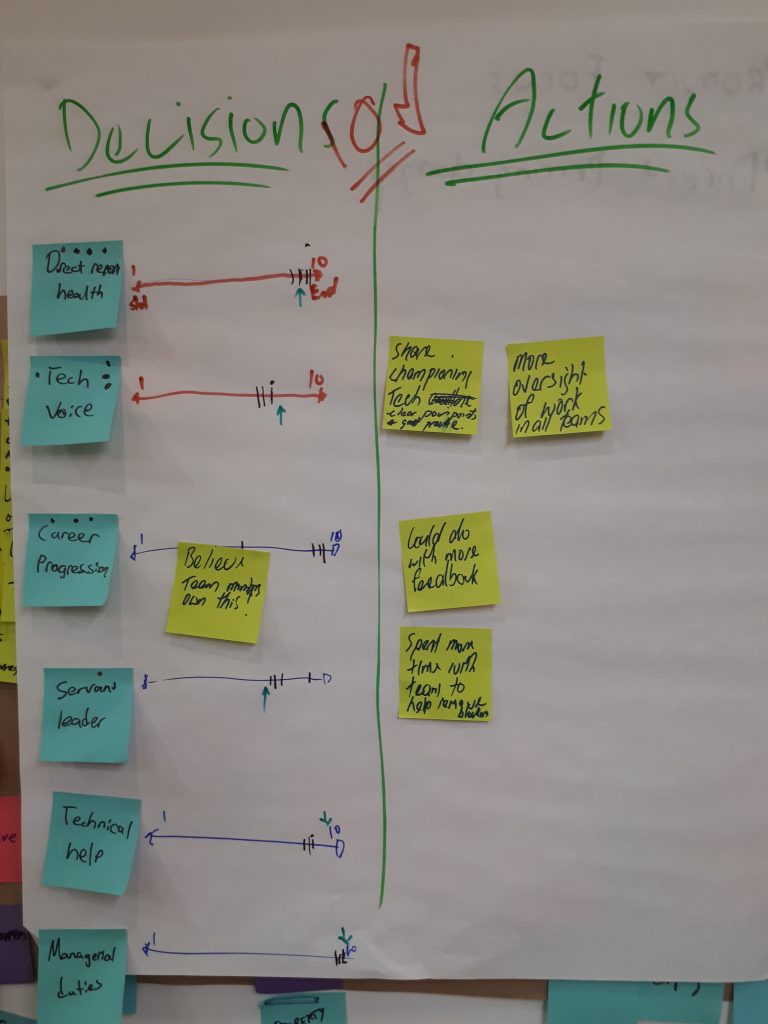 Decisions
Actions
Direct report
health
1
10
Std
End
Tech
Voice
1
10
Share
championing
Tech
clear pain points
+ good practice.
More
oversight
of work
in all teams
Career
Progression
1
10
Believe
Team members
own this!
Could do
with more
feedback
Servant
leader
Spent more
time with
team to
help remove
blockers
Technical
help
1
10
Managerial
duties
1
10